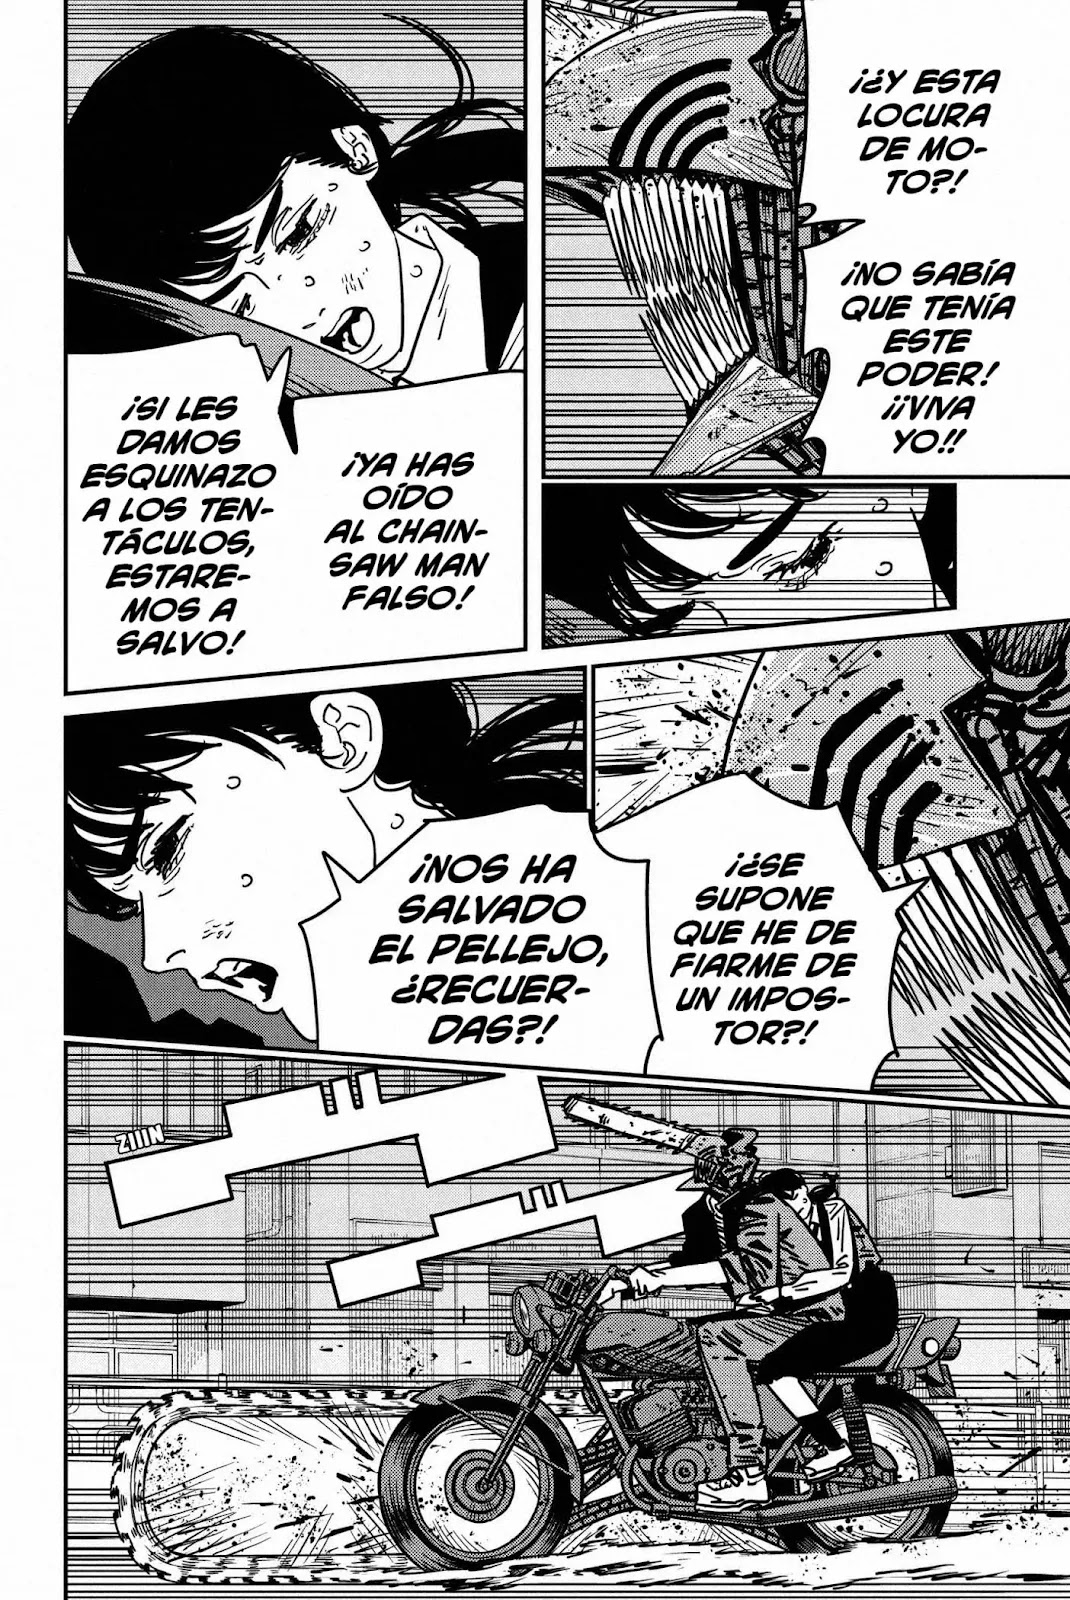 ¡¿Y ESTA
LOCURA
DE MO-
TO?!
¡NO SABÍA
QUE TENÍA
ESTE
PODER!
¡¡VIVA
YO!!
¡YA HAS
OÍDO
AL CHAIN-
SAW MAN
FALSO!
¡SI LES
DAMOS
ESQUINAZO
A LOS TEN-
TÁCULOS,
ESTARE-
MOS A
SALVO!
¡¿SE
SUPONE
QUE HE DE
FIARME DE
UN IMPOS-
TOR?!
¡NOS HA
SALVADO
EL PELLEJO,
¿RECUER-
DAS?!
ZIIN